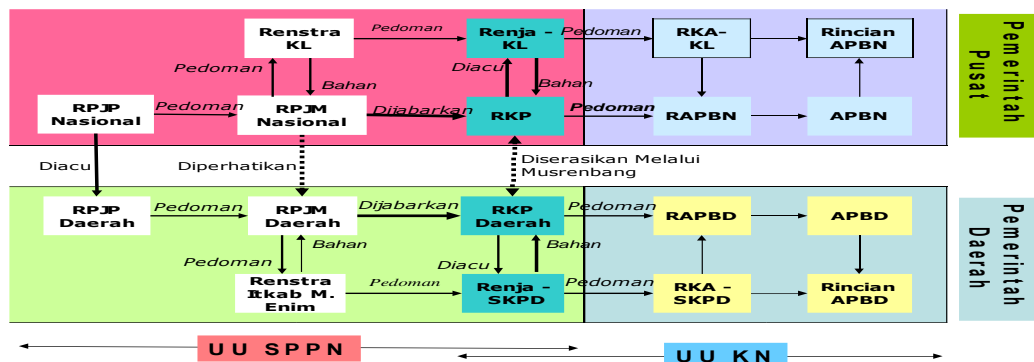 Renstra
KL
Pedoman
Renja -
KL
Pedoman
RKA-
KL
Rincian
APBN
Pedoman
Bahan
Diacu
Bahan
RPJP
Nasional
Pedoman
RPJM
Nasional
Dijabarkan
RKP
Pedoman
RAPBN
APBN
Pemerintah
Pusat
Diacu
Diperhatikan
Diserasikan Melalui
Musrenbang
RPJP
Daerah
Pedoman
RPJM
Daerah
Dijabarkan
RKP
Daerah
Pedoman
RAPBD
APBD
Pedoman
Bahan
Diacu
Bahan
Renstra
Itkab M.
Enim
Pedoman
Renja -
SKPD
Pedoman
RKA -
SKPD
Rincian
APBD
Pemerintah
Daerah
UU SPPN
UU KN